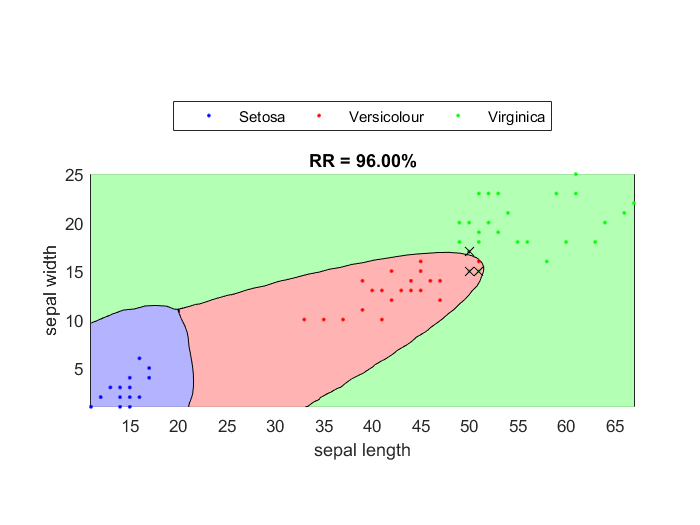 Setosa Versicolour Virginica
RR = 96.00%
25
20
15
10
5
sepal width
15 20 25 30 35 40 45 50 55 60 65
sepal length